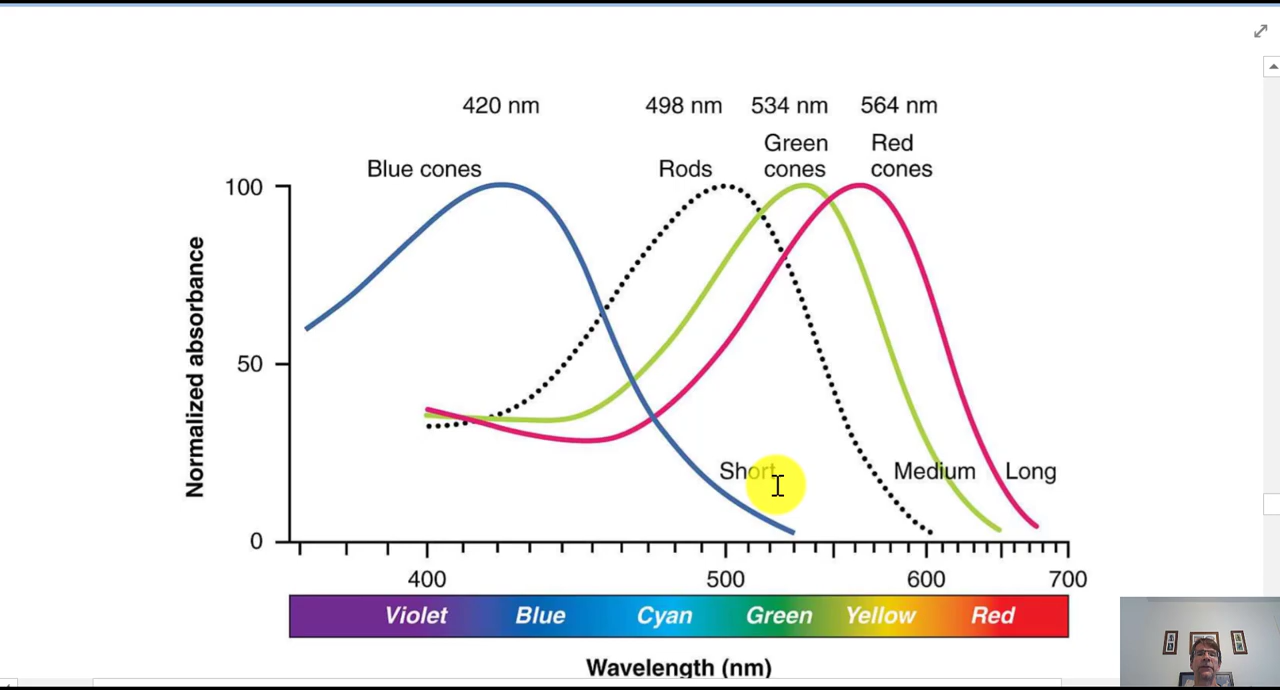 420 nm 498 nm 534 nm 564 nm
Blue cones Rods Green cones Red cones
100
50
0
Normalized absorbance
Short Medium Long
400 500 600 700
Violet Blue Cyan Green Yellow Red
Wavelength (nm)